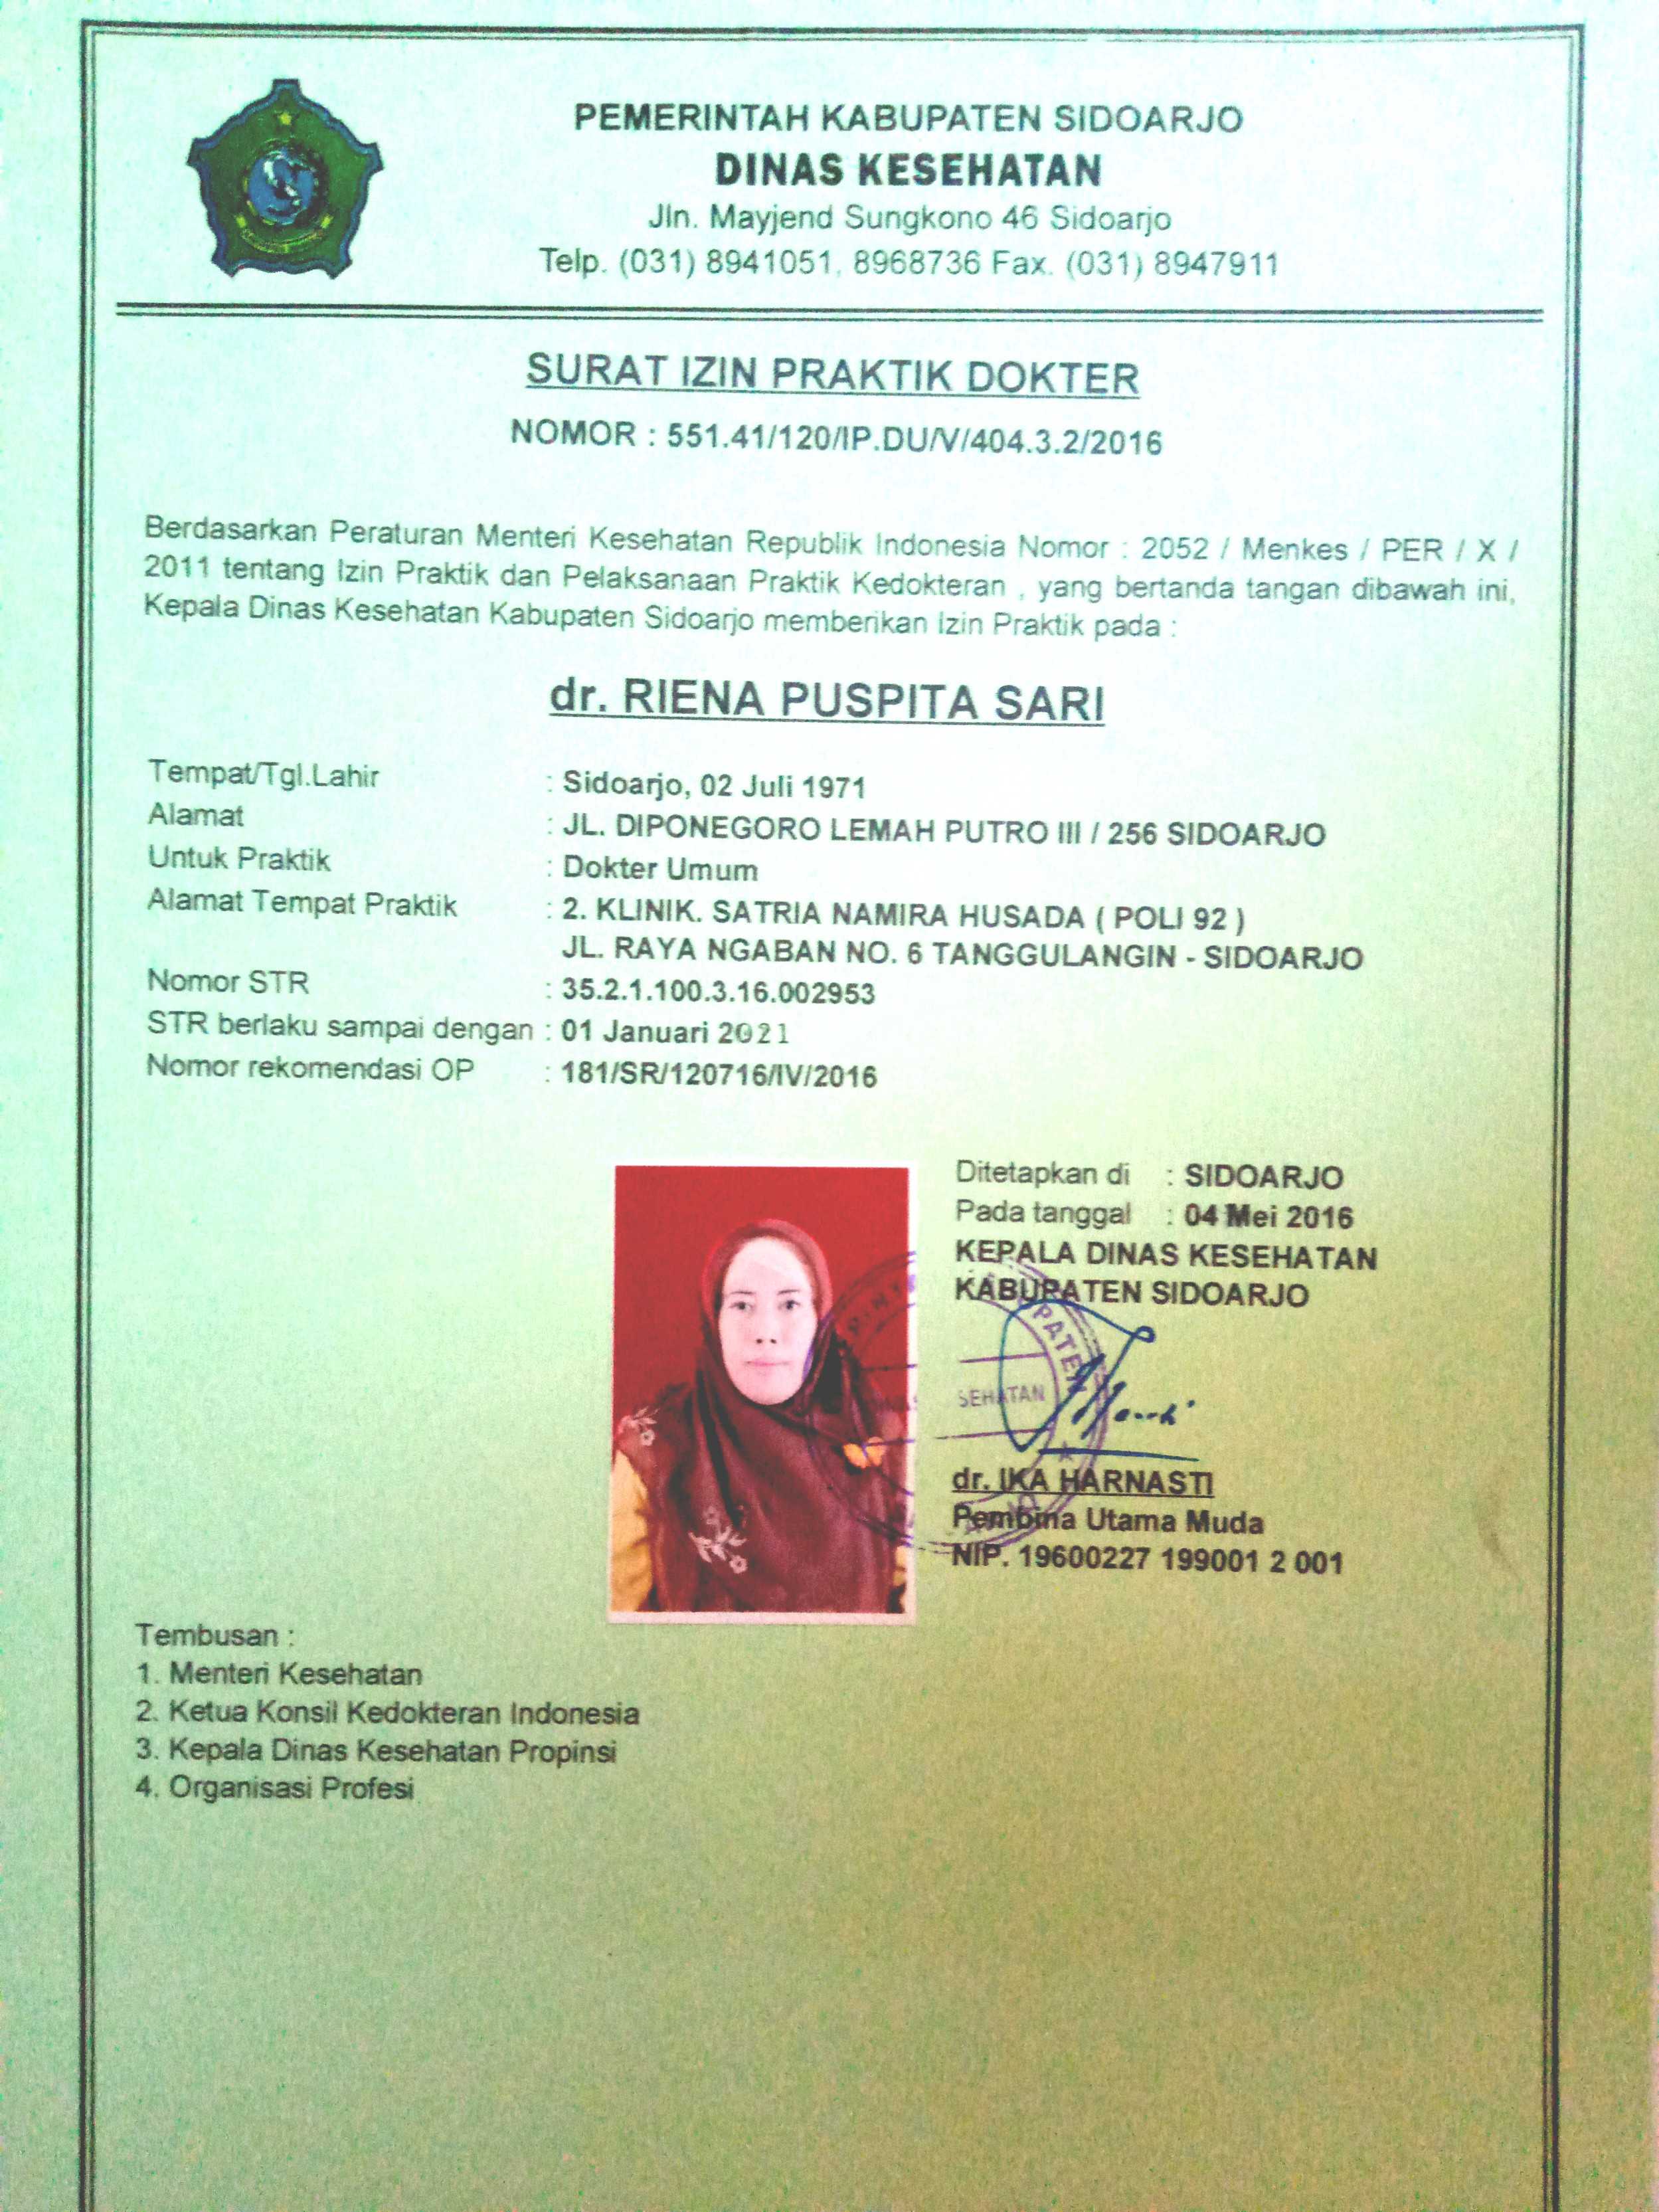 PEMERINTAH KABUPATEN SIDOARJO
DINAS KESEHATAN
Jln. Mayjend Sungkono 46 Sidoarjo
Telp. (031) 8941051, 8968736 Fax. (031) 8947911
SURAT IZIN PRAKTIK DOKTER
NOMOR : 551.41/120/IP.DU/V/404.3.2/2016
Berdasarkan Peraturan Menteri Kesehatan Republik Indonesia Nomor : 2052 / Menkes / PER / X /
2011 tentang Izin Praktik dan Pelaksanaan Praktik Kedokteran , yang bertanda tangan dibawah ini,
Kepala Dinas Kesehatan Kabupaten Sidoarjo memberikan Izin Praktik pada :
dr. RIENA PUSPITA SARI
Tempat/Tgl.Lahir : Sidoarjo, 02 Juli 1971
Alamat : JL. DIPONEGORO LEMAH PUTRO III / 256 SIDOARJO
Untuk Praktik : Dokter Umum
Alamat Tempat Praktik : 2. KLINIK. SATRIA NAMIRA HUSADA ( POLI 92 )
JL. RAYA NGABAN NO. 6 TANGGULANGIN - SIDOARJO
Nomor STR : 35.2.1.100.3.16.002953
STR berlaku sampai dengan : 01 Januari 2021
Nomor rekomendasi OP : 181/SR/120716/IV/2016
Ditetapkan di : SIDOARJO
Pada tanggal : 04 Mei 2016
KEPALA DINAS KESEHATAN
KABUPATEN SIDOARJO
PATEN
SEHATAN
dr. IKA HARNASTI
Pembina Utama Muda
NIP. 19600227 199001 2 001
Tembusan :
1. Menteri Kesehatan
2. Ketua Konsil Kedokteran Indonesia
3. Kepala Dinas Kesehatan Propinsi
4. Organisasi Profesi